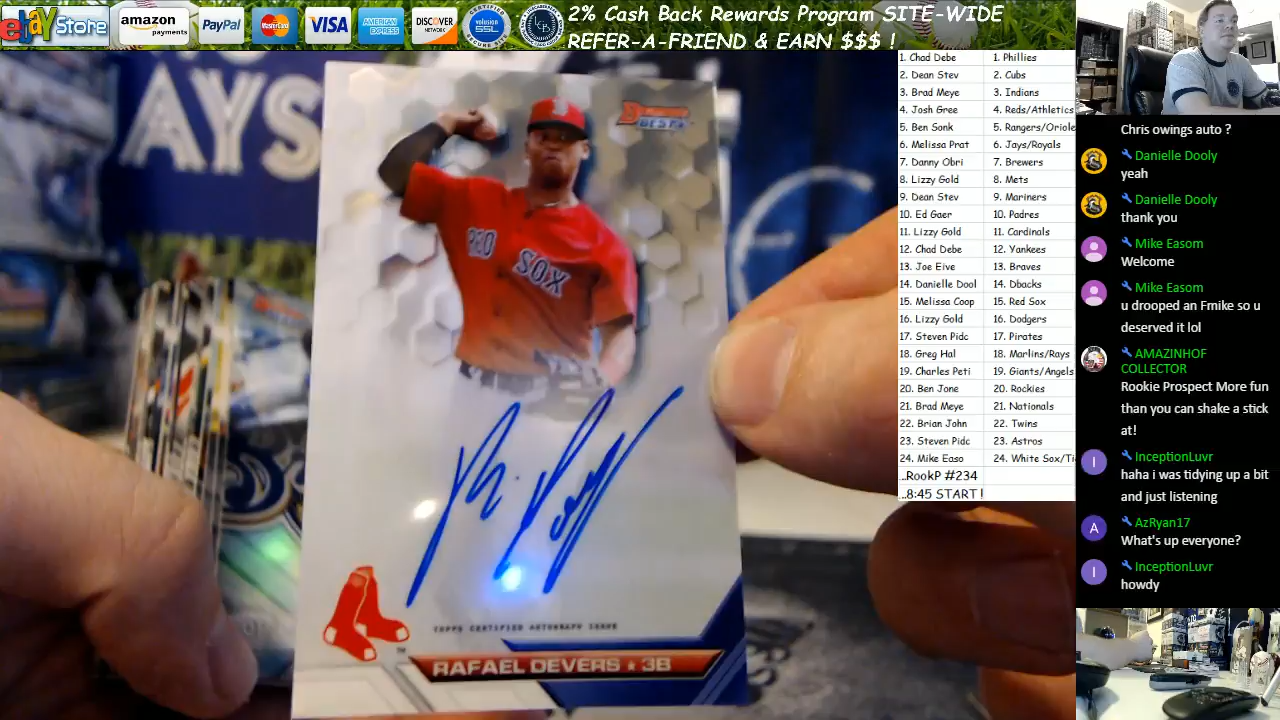 ebay Store
amazon
payments
PayPal
MasterCard
VISA
AMERICAN
EXPRESS
DISCOVER
NETWORK
volusion
SSL
2% Cash Back Rewards Program SITE-WIDE
REFER-A-FRIEND & EARN $$$ !
AYS
Bowman's
BEST
RED SOX
TOPPS CERTIFIED AUTOGRAPH ISSUE
TM
RAFAEL DEVERS ★ 3B
1. Chad Debe 1. Phillies
2. Dean Stev 2. Cubs
3. Brad Meye 3. Indians
4. Josh Gree 4. Reds/Athletics
5. Ben Sonk 5. Rangers/Oriole
6. Melissa Prat 6. Jays/Royals
7. Danny Obri 7. Brewers
8. Lizzy Gold 8. Mets
9. Dean Stev 9. Mariners
10. Ed Gaer 10. Padres
11. Lizzy Gold 11. Cardinals
12. Chad Debe 12. Yankees
13. Joe Eive 13. Braves
14. Danielle Dool 14. Dbacks
15. Melissa Coop 15. Red Sox
16. Lizzy Gold 16. Dodgers
17. Steven Pidc 17. Pirates
18. Greg Hal 18. Marlins/Rays
19. Charles Peti 19. Giants/Angels
20. Ben Jone 20. Rockies
21. Brad Meye 21. Nationals
22. Brian John 22. Twins
23. Steven Pidc 23. Astros
24. Mike Easo 24. White Sox/Ti
..RookP #234
..8:45 START!
Chris owings auto ?
Danielle Dooly
yeah
Danielle Dooly
thank you
Mike Easom
Welcome
Mike Easom
u drooped an Fmike so u
deserved it lol
AMAZINHOF
COLLECTOR
Rookie Prospect More fun
than you can shake a stick
at!
I InceptionLuvr
haha i was tidying up a bit
and just listening
A AzRyan17
What's up everyone?
I InceptionLuvr
howdy